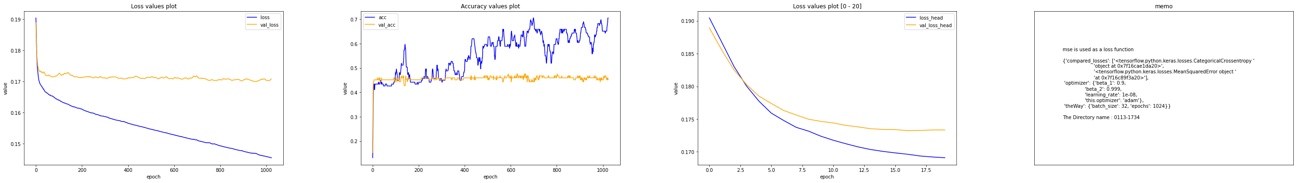 Loss values plot
loss
val_loss
0.19
0.18
0.17
0.16
0.15
value
0
200
400
600
800
1000
epoch
Accuracy values plot
acc
val_acc
0.7
0.6
0.5
0.4
0.3
0.2
value
0
200
400
600
800
1000
epoch
Loss values plot [0 - 20]
loss_head
val_loss_head
0.190
0.185
0.180
0.175
0.170
value
0.0
2.5
5.0
7.5
10.0
12.5
15.0
17.5
epoch
memo
mse is used as a loss function
{'compared_losses': ['<tensorflow.python.keras.losses.CategoricalCrossentropy '
'object at 0x7f16cae1da20>',
'<tensorflow.python.keras.losses.MeanSquaredError object '
'at 0x7f16c89f3a20>'],
'optimizer': {'beta_1': 0.9,
'beta_2': 0.999,
'learning_rate': 1e-08,
'this optimizer': 'adam'},
'theWay': {'batch_size': 32, 'epochs': 1024}}
The Directory name : 0113-1734